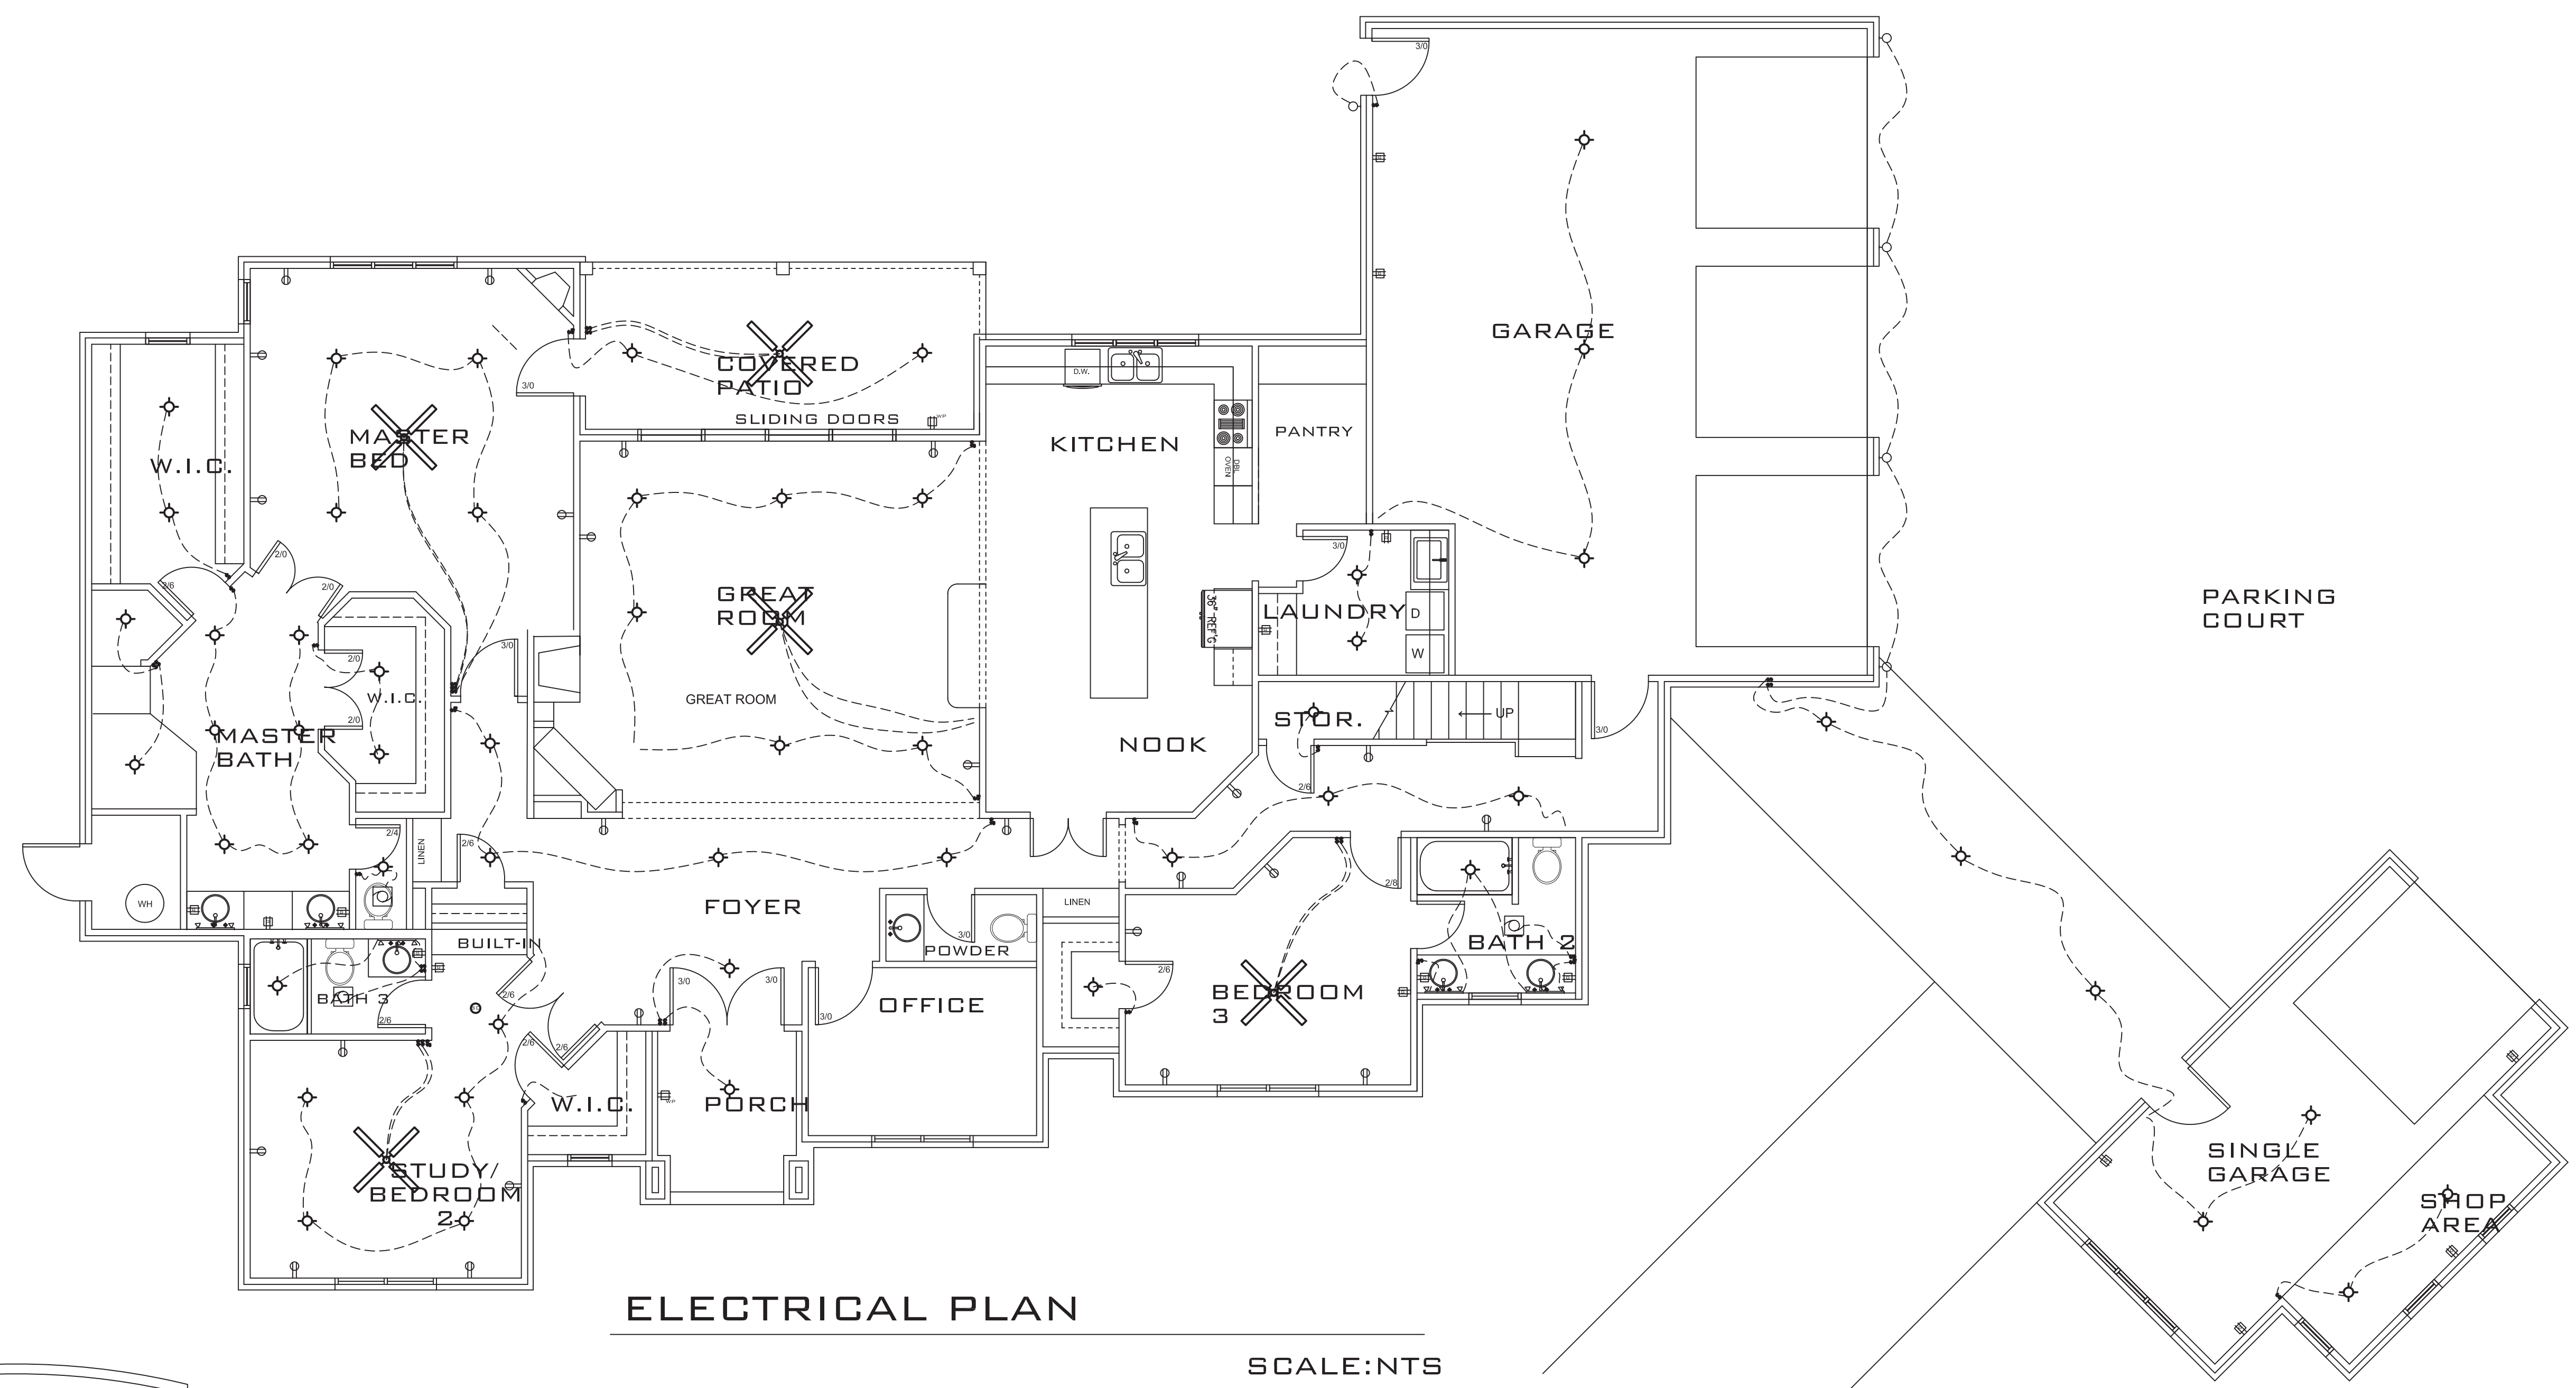 3/0
GARAGE
COVERED
PATIO
3/0
SLIDING DOORS
WP
D.W.
KITCHEN
PANTRY
DBL
OVEN
MASTER
BED
W.I.C.
2/0
2/6
2/0
3/0
GREAT
ROOM
36" REF'G
LAUNDRY
D
W
PARKING
COURT
3/0
2/0
W.I.C.
GREAT ROOM
2/0
MASTER
BATH
STOR.
UP
NOOK
3/0
2/6
2/4
LINEN
2/6
2/8
WH
FOYER
LINEN
BUILT-IN
3/0
POWDER
BATH 2
2/6
3/0
3/0
BATH 3
2/6
OFFICE
BEDROOM
3
2/6
3/0
2/6
2/6
W.I.C.
WP
PORCH
STUDY/
BEDROOM
2
SINGLE
GARAGE
SHOP
AREA
ELECTRICAL PLAN
SCALE:NTS